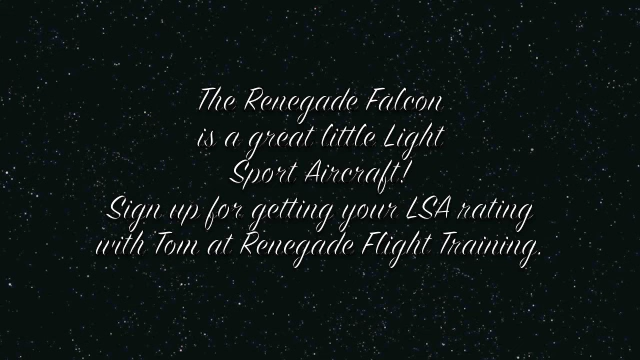 The Renegade Falcon
is a great little Light
Sport Aircraft!
Sign up for getting your LSA rating
with Tom at Renegade Flight Training.